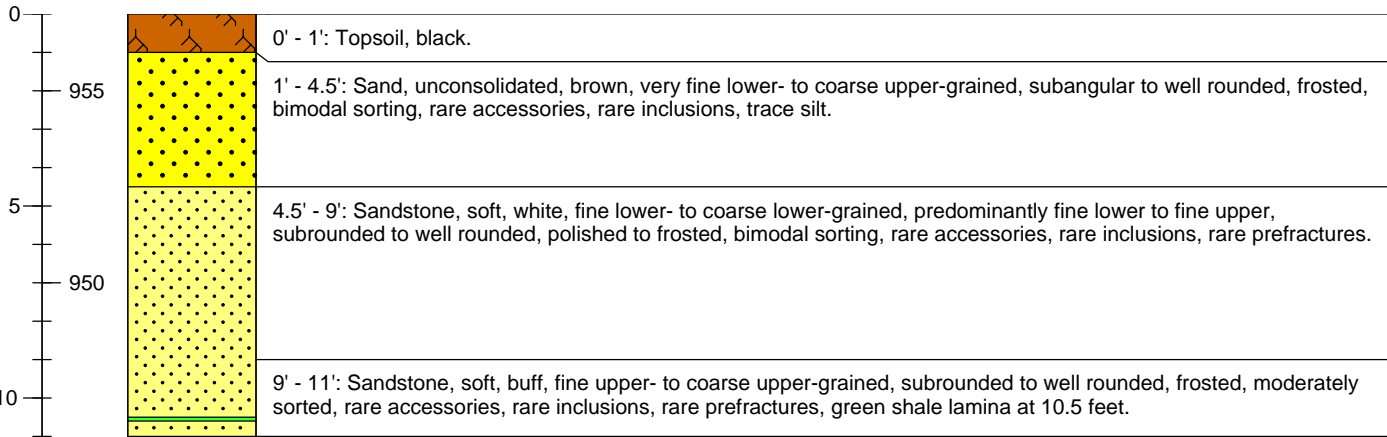 0
0' - 1': Topsoil, black.
955
1' - 4.5': Sand, unconsolidated, brown, very fine lower- to coarse upper-grained, subangular to well rounded, frosted,
bimodal sorting, rare accessories, rare inclusions, trace silt.
5
4.5' - 9': Sandstone, soft, white, fine lower- to coarse lower-grained, predominantly fine lower to fine upper,
subrounded to well rounded, polished to frosted, bimodal sorting, rare accessories, rare inclusions, rare prefractures.
950
9' - 11': Sandstone, soft, buff, fine upper- to coarse upper-grained, subrounded to well rounded, frosted, moderately
10
sorted, rare accessories, rare inclusions, rare prefractures, green shale lamina at 10.5 feet.